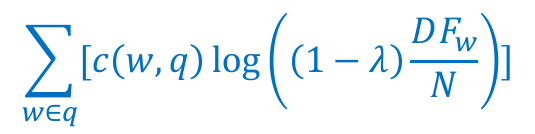 ∑_{w∈q} [c(w, q) log((1 − λ) DF_w / N)]